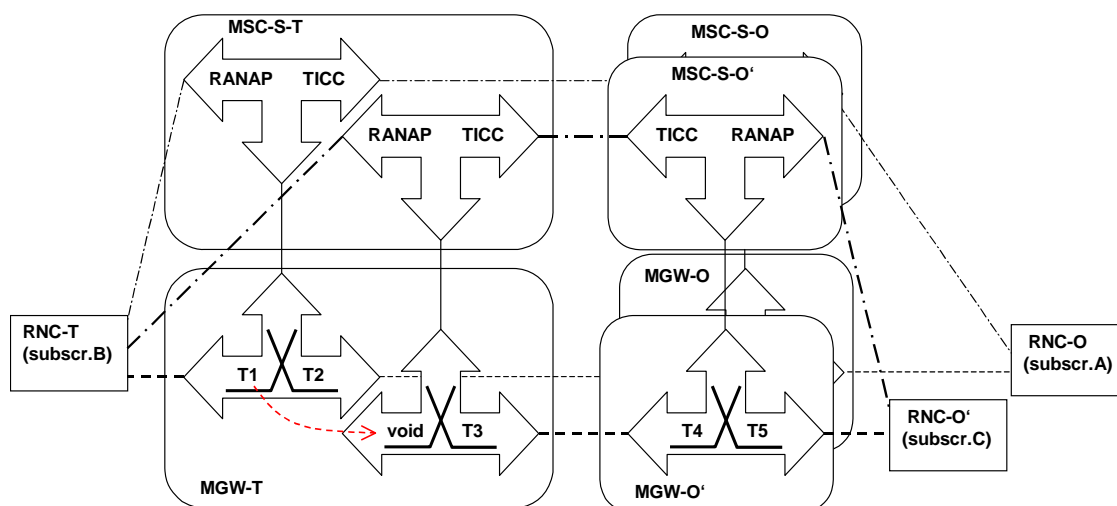 MSC-S-T
MSC-S-O
MSC-S-O‘
RANAP TICC
RANAP TICC
TICC RANAP
MGW-O
RNC-T
(subscr.B)
RNC-O
(subscr.A)
T1 T2
RNC-O‘
(subscr.C)
void T3
T4 T5
MGW-T
MGW-O‘